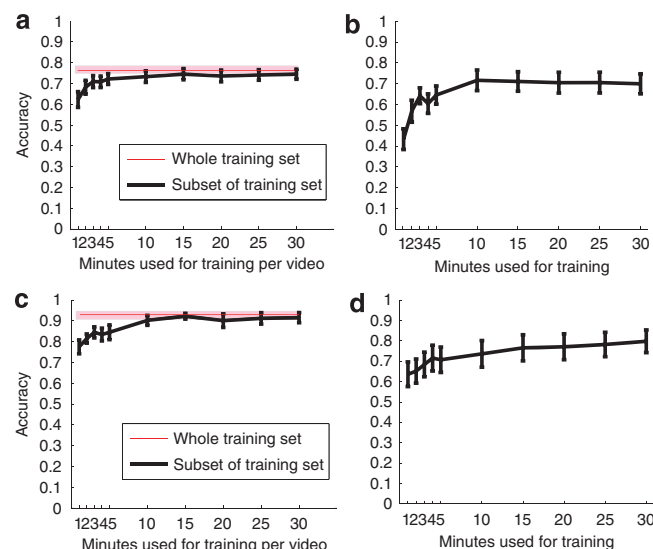 a
1
0.9
0.8
0.7
0.6
0.5
0.4
0.3
0.2
0.1
0
Accuracy
Whole training set
Subset of training set
12345 10 15 20 25 30
Minutes used for training per video
b
1
0.9
0.8
0.7
0.6
0.5
0.4
0.3
0.2
0.1
0
12345 10 15 20 25 30
Minutes used for training
c
1
0.9
0.8
0.7
0.6
0.5
0.4
0.3
0.2
0.1
0
Accuracy
Whole training set
Subset of training set
12345 10 15 20 25 30
Minutes used for training per video
d
1
0.9
0.8
0.7
0.6
0.5
0.4
0.3
0.2
0.1
0
12345 10 15 20 25 30
Minutes used for training